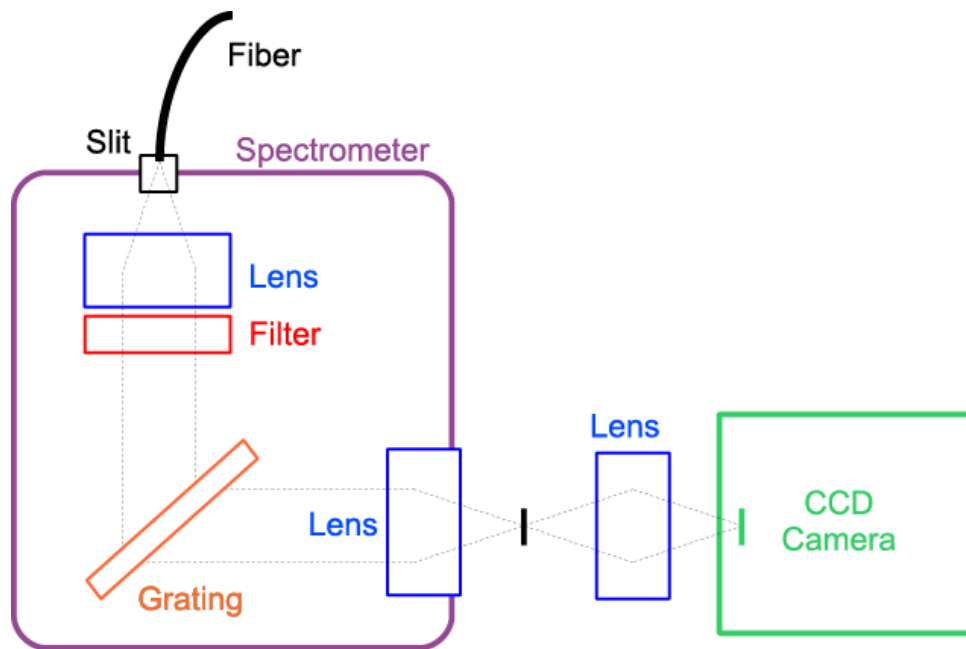 Fiber
Slit
Spectrometer
Lens
Filter
Lens
Lens
CCD
Camera
Grating